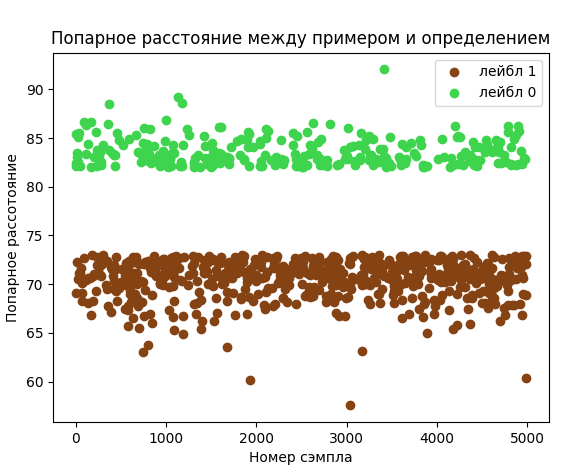 Попарное расстояние между примером и определением
лейбл 1
лейбл 0
Попарное рассотояние
90
85
80
75
70
65
60
0
1000
2000
3000
4000
5000
Номер сэмпла